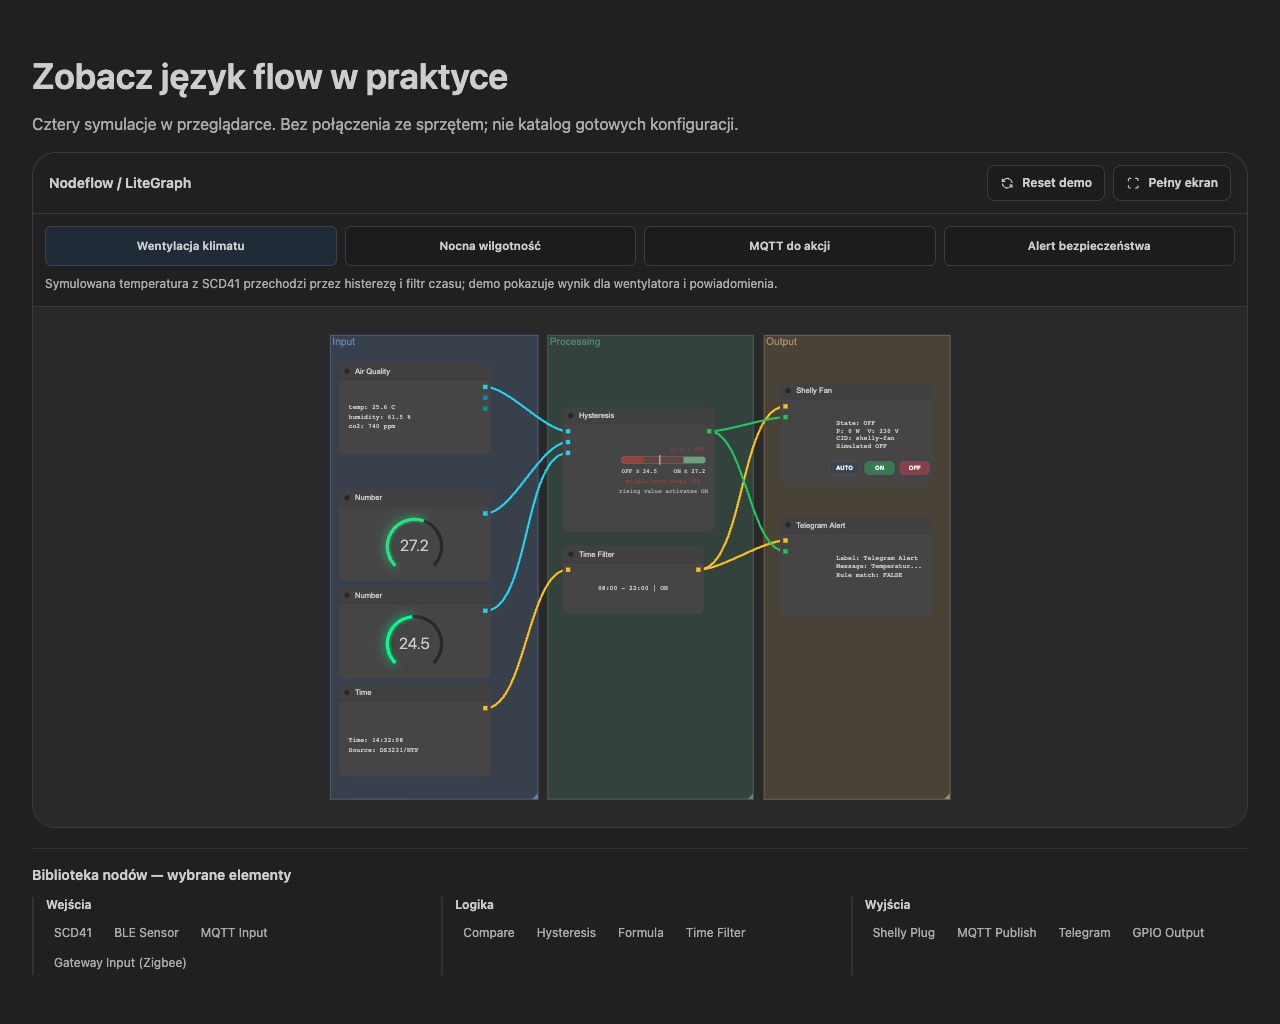 Zobacz język flow w praktyce
Cztery symulacje w przeglądarce. Bez połączenia ze sprzętem; nie katalog gotowych konfiguracji.
Nodeflow / LiteGraph
Reset demo
Pełny ekran
Wentylacja klimatu
Nocna wilgotność
MQTT do akcji
Alert bezpieczeństwa
Symulowana temperatura z SCD41 przechodzi przez histerezę i filtr czasu; demo pokazuje wynik dla wentylatora i powiadomienia.
Input
Air Quality
temp: 25.6 C
humidity: 61.5 %
co2: 740 ppm
Number
27.2
Number
24.5
Time
Time: 14:32:08
Source: DS3231/NTP
Processing
Hysteresis
OFF ≤ 24.5 ON ≥ 27.2
middle band keeps OFF
rising value activates ON
Time Filter
08:00 – 22:00 | ON
Output
Shelly Fan
State: OFF
P: 0 W V: 230 V
CID: shelly-fan
Simulated OFF
AUTO
ON
OFF
Telegram Alert
Label: Telegram Alert
Message: Temperatur...
Rule match: FALSE
Biblioteka nodów — wybrane elementy
Wejścia
SCD41 BLE Sensor MQTT Input
Gateway Input (Zigbee)
Logika
Compare Hysteresis Formula Time Filter
Wyjścia
Shelly Plug MQTT Publish Telegram GPIO Output